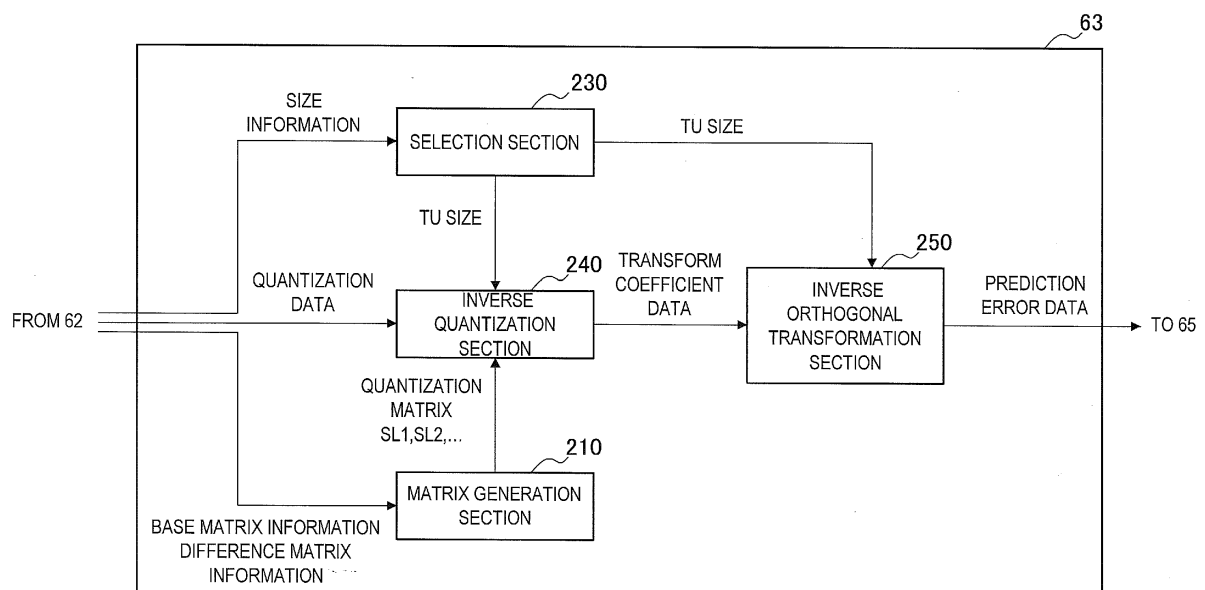 63
230
SIZE
INFORMATION
SELECTION SECTION
TU SIZE
TU SIZE
250
240
QUANTIZATION
DATA
TRANSFORM
COEFFICIENT
DATA
FROM 62
INVERSE
QUANTIZATION
SECTION
INVERSE
ORTHOGONAL
TRANSFORMATION
SECTION
PREDICTION
ERROR DATA
TO 65
QUANTIZATION
MATRIX
SL1,SL2,...
210
MATRIX GENERATION
SECTION
BASE MATRIX INFORMATION
DIFFERENCE MATRIX
INFORMATION